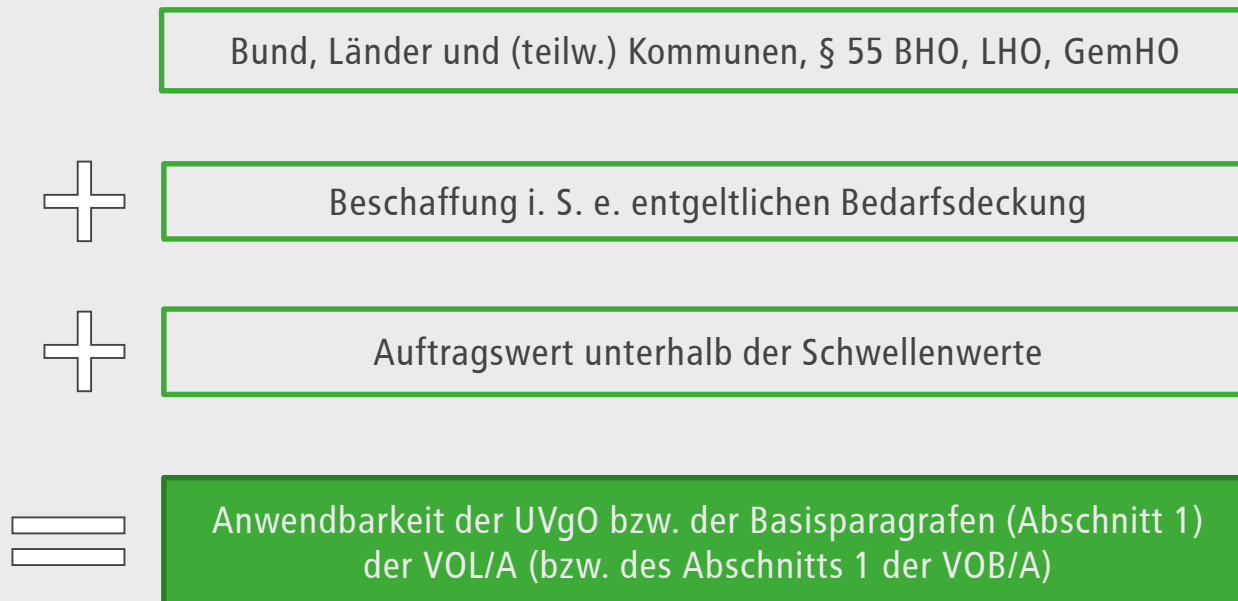 Bund, Länder und (teilw.) Kommunen, § 55 BHO, LHO, GemHO
Beschaffung i. S. e. entgeltlichen Bedarfsdeckung
Auftragswert unterhalb der Schwellenwerte
Anwendbarkeit der UVgO bzw. der Basisparagrafen (Abschnitt 1)
der VOL/A (bzw. des Abschnitts 1 der VOB/A)